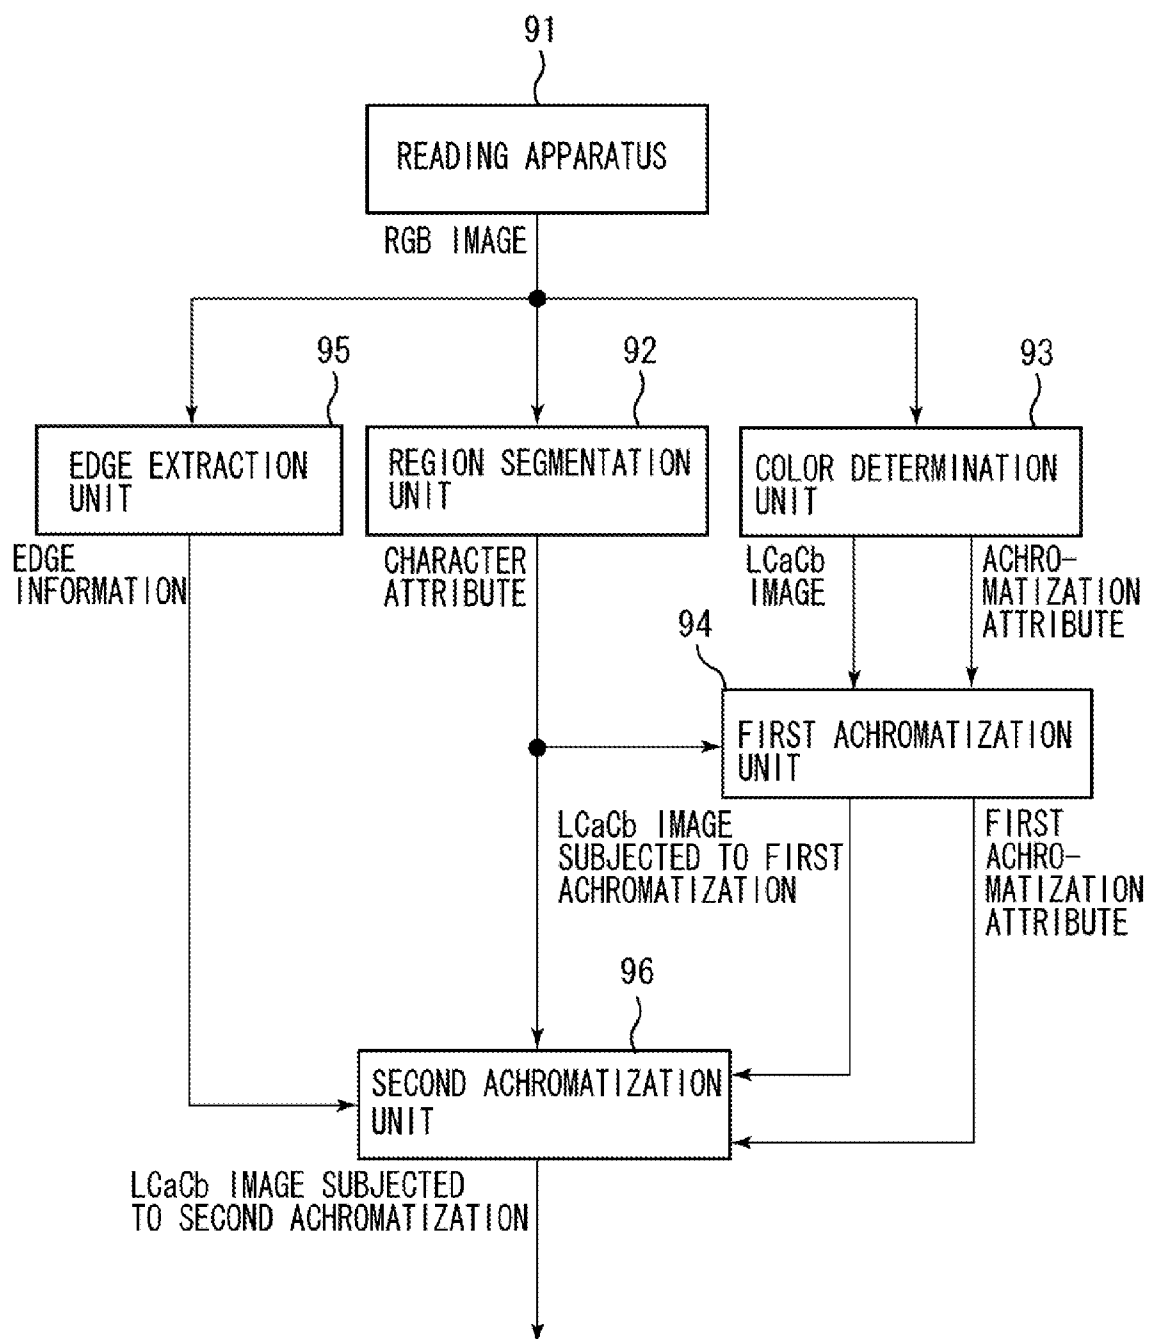 91
READING APPARATUS
RGB IMAGE
95
92
93
EDGE EXTRACTION
UNIT
REGION SEGMENTATION
UNIT
COLOR DETERMINATION
UNIT
EDGE
INFORMATION
CHARACTER
ATTRIBUTE
LCaCb
IMAGE
ACHRO-
MATIZATION
ATTRIBUTE
94
FIRST ACHROMATIZATION
UNIT
LCaCb IMAGE
SUBJECTED TO FIRST
ACHROMATIZATION
FIRST
ACHRO-
MATIZATION
ATTRIBUTE
96
SECOND ACHROMATIZATION
UNIT
LCaCb IMAGE SUBJECTED
TO SECOND ACHROMATIZATION